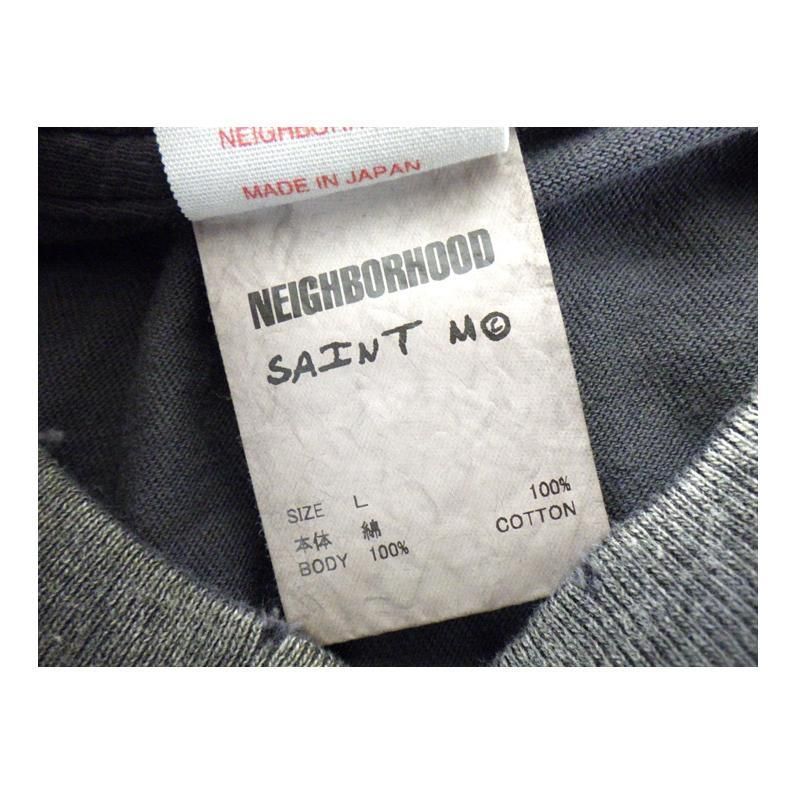 MADE IN JAPAN
NEIGHBORHOOD
SAINT M©
SIZE L
本体 綿
BODY 100%
100%
COTTON